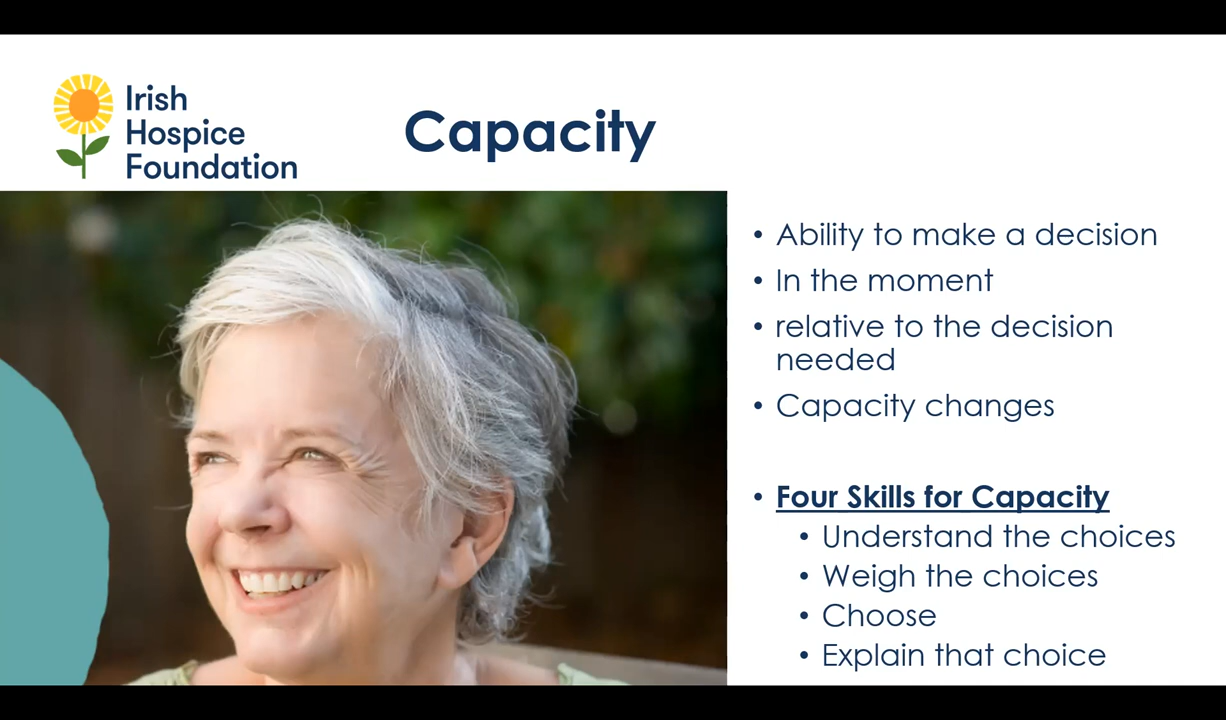 Irish
Hospice
Foundation
Capacity
• Ability to make a decision
• In the moment
• relative to the decision
needed
• Capacity changes
• Four Skills for Capacity
• Understand the choices
• Weigh the choices
• Choose
• Explain that choice